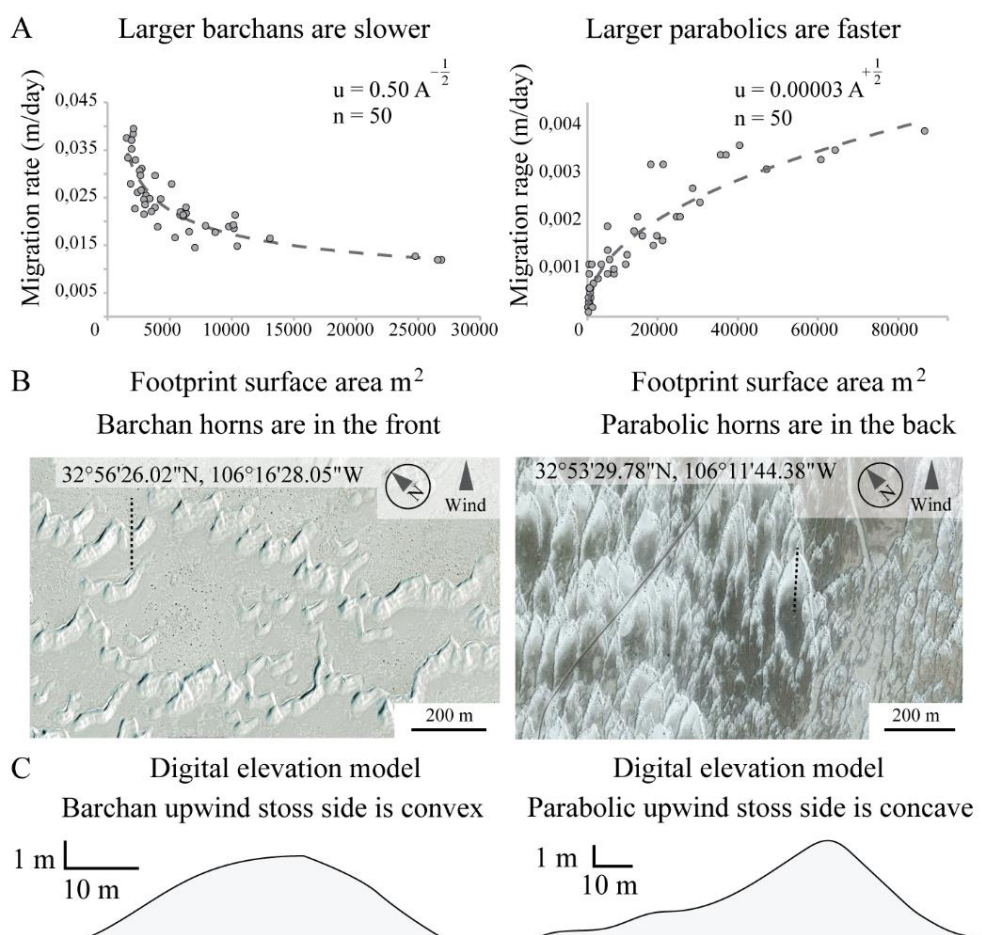 A
Larger barchans are slower
Larger parabolics are faster
Migration rate (m/day)
0,045
0,035
0,025
0,015
0,005
u = 0.50 A^-1/2
n = 50
0 5000 10000 15000 20000 25000 30000
Migration rage (m/day)
0,004
0,003
0,002
0,001
u = 0.00003 A^+1/2
n = 50
0 20000 40000 60000 80000
B
Footprint surface area m²
Footprint surface area m²
Barchan horns are in the front
Parabolic horns are in the back
32°56'26.02"N, 106°16'28.05"W
N
Wind
200 m
32°53'29.78"N, 106°11'44.38"W
N
Wind
200 m
C
Digital elevation model
Digital elevation model
Barchan upwind stoss side is convex
Parabolic upwind stoss side is concave
1 m
10 m
1 m
10 m